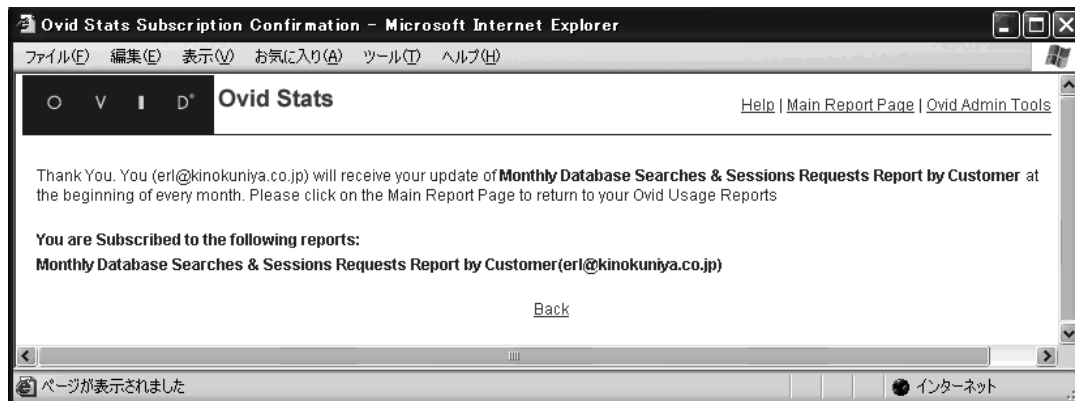 Ovid Stats Subscription Confirmation - Microsoft Internet Explorer
ファイル(F) 編集(E) 表示(V) お気に入り(A) ツール(T) ヘルプ(H)
O V I D® Ovid Stats
Help | Main Report Page | Ovid Admin Tools
Thank You. You (erl@kinokuniya.co.jp) will receive your update of Monthly Database Searches & Sessions Requests Report by Customer at
the beginning of every month. Please click on the Main Report Page to return to your Ovid Usage Reports
You are Subscribed to the following reports:
Monthly Database Searches & Sessions Requests Report by Customer(erl@kinokuniya.co.jp)
Back
ページが表示されました インターネット